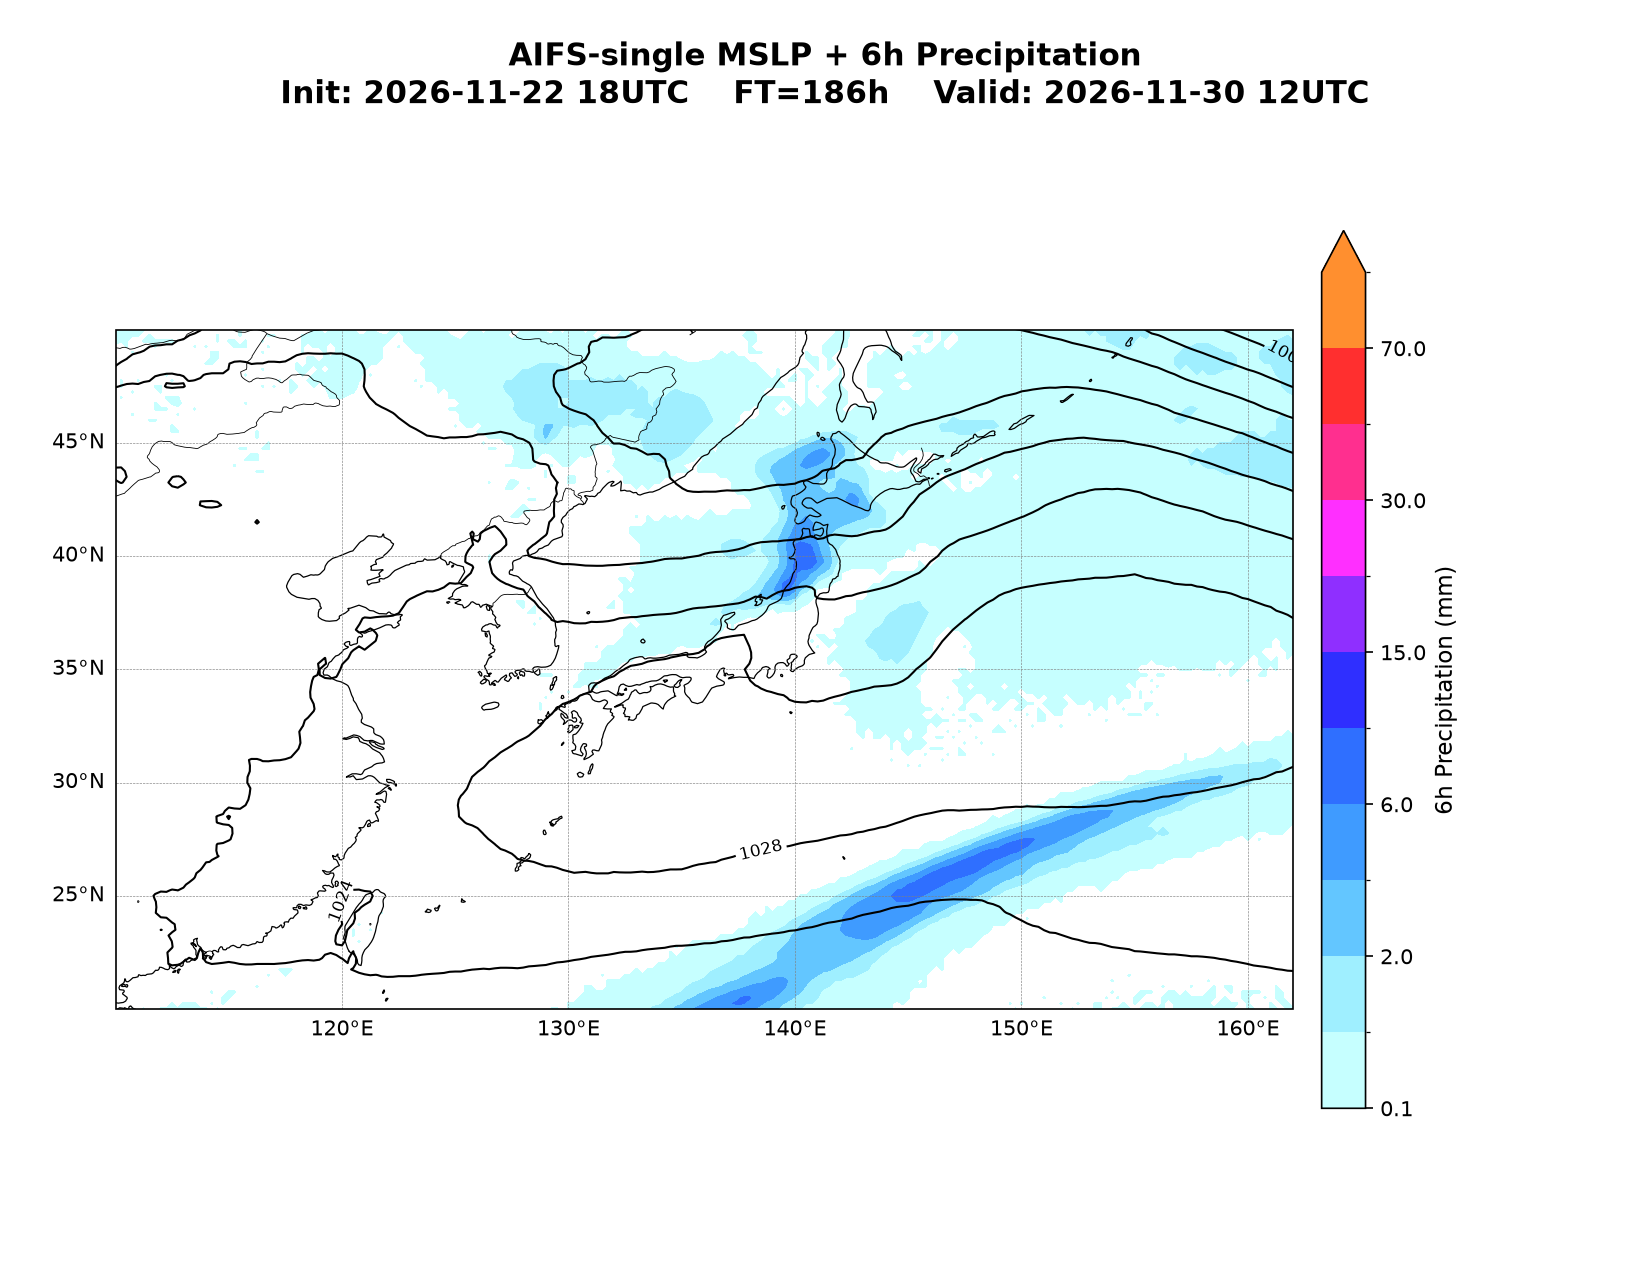 AIFS-single MSLP + 6h Precipitation
Init: 2026-11-22 18UTC    FT=186h    Valid: 2026-11-30 12UTC
70.0
45°N
30.0
40°N
35°N
15.0
6h Precipitation (mm)
30°N
6.0
1028
25°N
1024
2.0
120°E
130°E
140°E
150°E
160°E
0.1